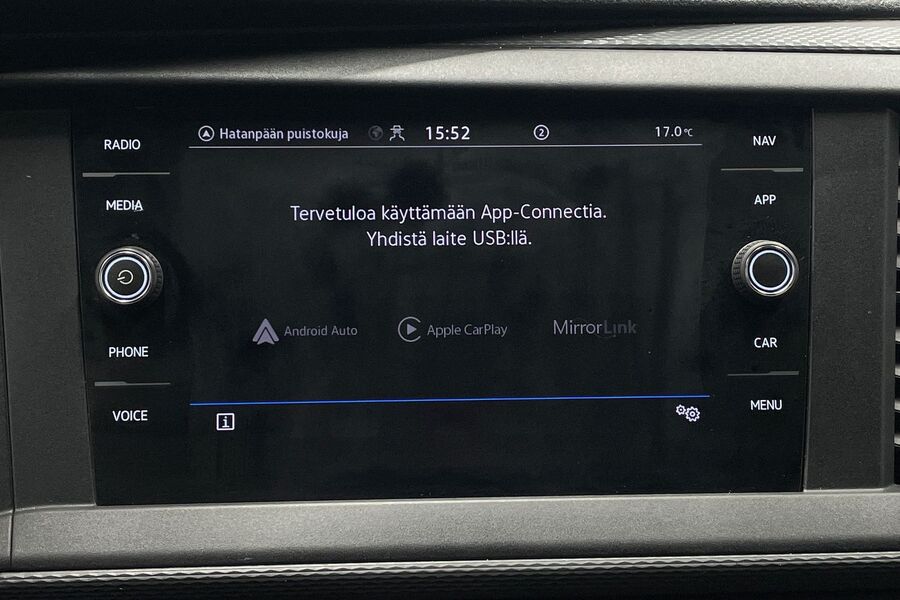 RADIO
MEDIA
PHONE
VOICE
Hatanpään puistokuja 15:52 2 17.0°C
Tervetuloa käyttämään App-Connectia.
Yhdistä laite USB:llä.
Android Auto Apple CarPlay MirrorLink
i
NAV
APP
CAR
MENU